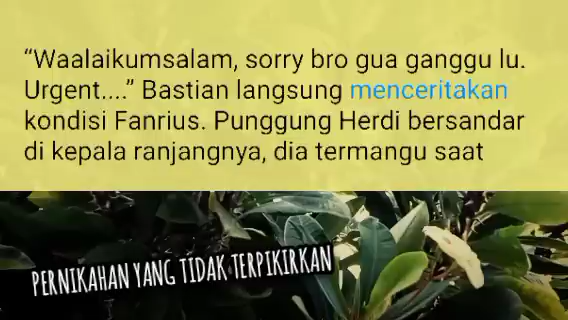 “Waalaikumsalam, sorry bro gua ganggu lu.
Urgent....” Bastian langsung menceritakan
kondisi Fanrius. Punggung Herdi bersandar
di kepala ranjangnya, dia termangu saat
PERNIKAHAN YANG TIDAK TERPIKIRKAN